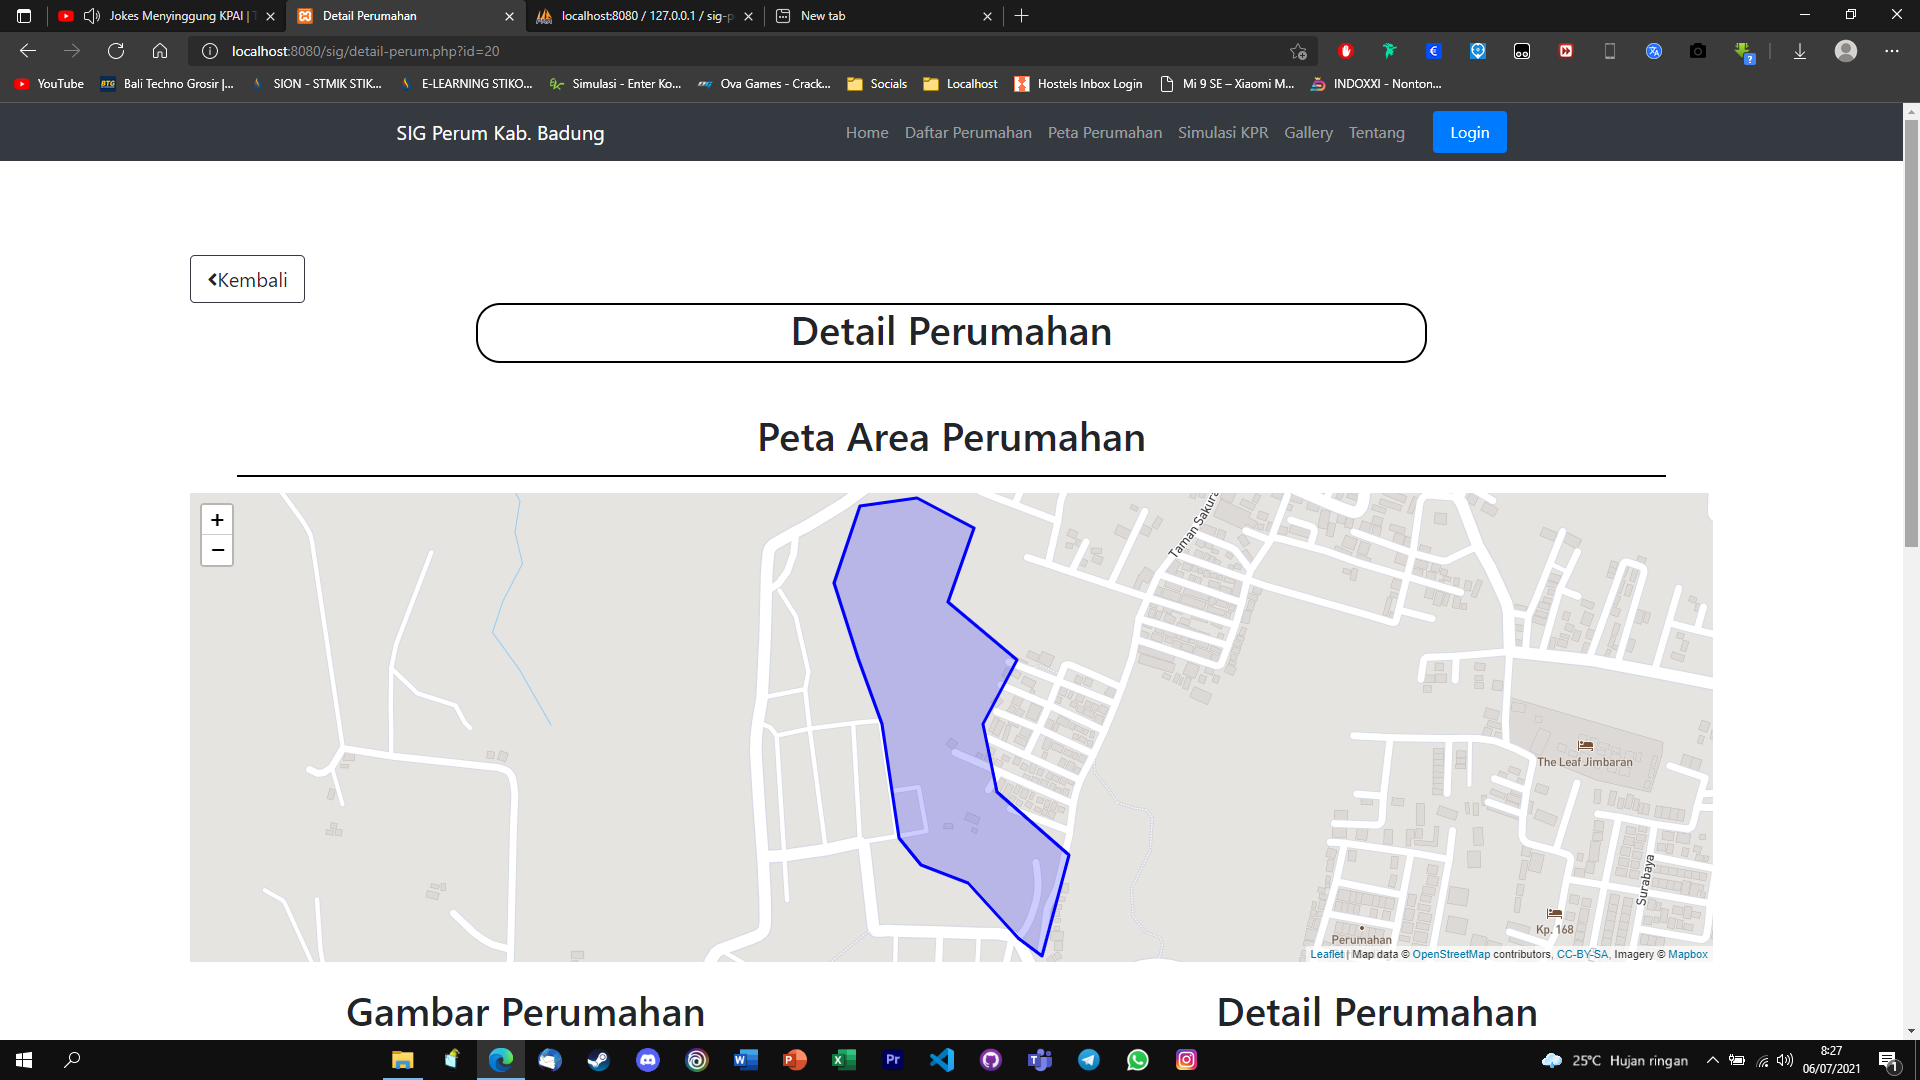 Jokes Menyinggung KPAI |
Detail Perumahan
localhost:8080 / 127.0.0.1 / sig-p
New tab
localhost:8080/sig/detail-perum.php?id=20
YouTube
Bali Techno Grosir |...
SION - STMIK STIK...
E-LEARNING STIKO...
Simulasi - Enter Ko...
Ova Games - Crack...
Socials
Localhost
Hostels Inbox Login
Mi 9 SE – Xiaomi M...
INDOXXI - Nonton...
SIG Perum Kab. Badung
Home
Daftar Perumahan
Peta Perumahan
Simulasi KPR
Gallery
Tentang
Login
Kembali
Detail Perumahan
Peta Area Perumahan
+
−
Taman Sakura
The Leaf Jimbaran
Surabaya
Kp. 168
Perumahan
Leaflet | Map data © OpenStreetMap contributors, CC-BY-SA, Imagery © Mapbox
Gambar Perumahan
Detail Perumahan
25°C Hujan ringan
8:27
06/07/2021